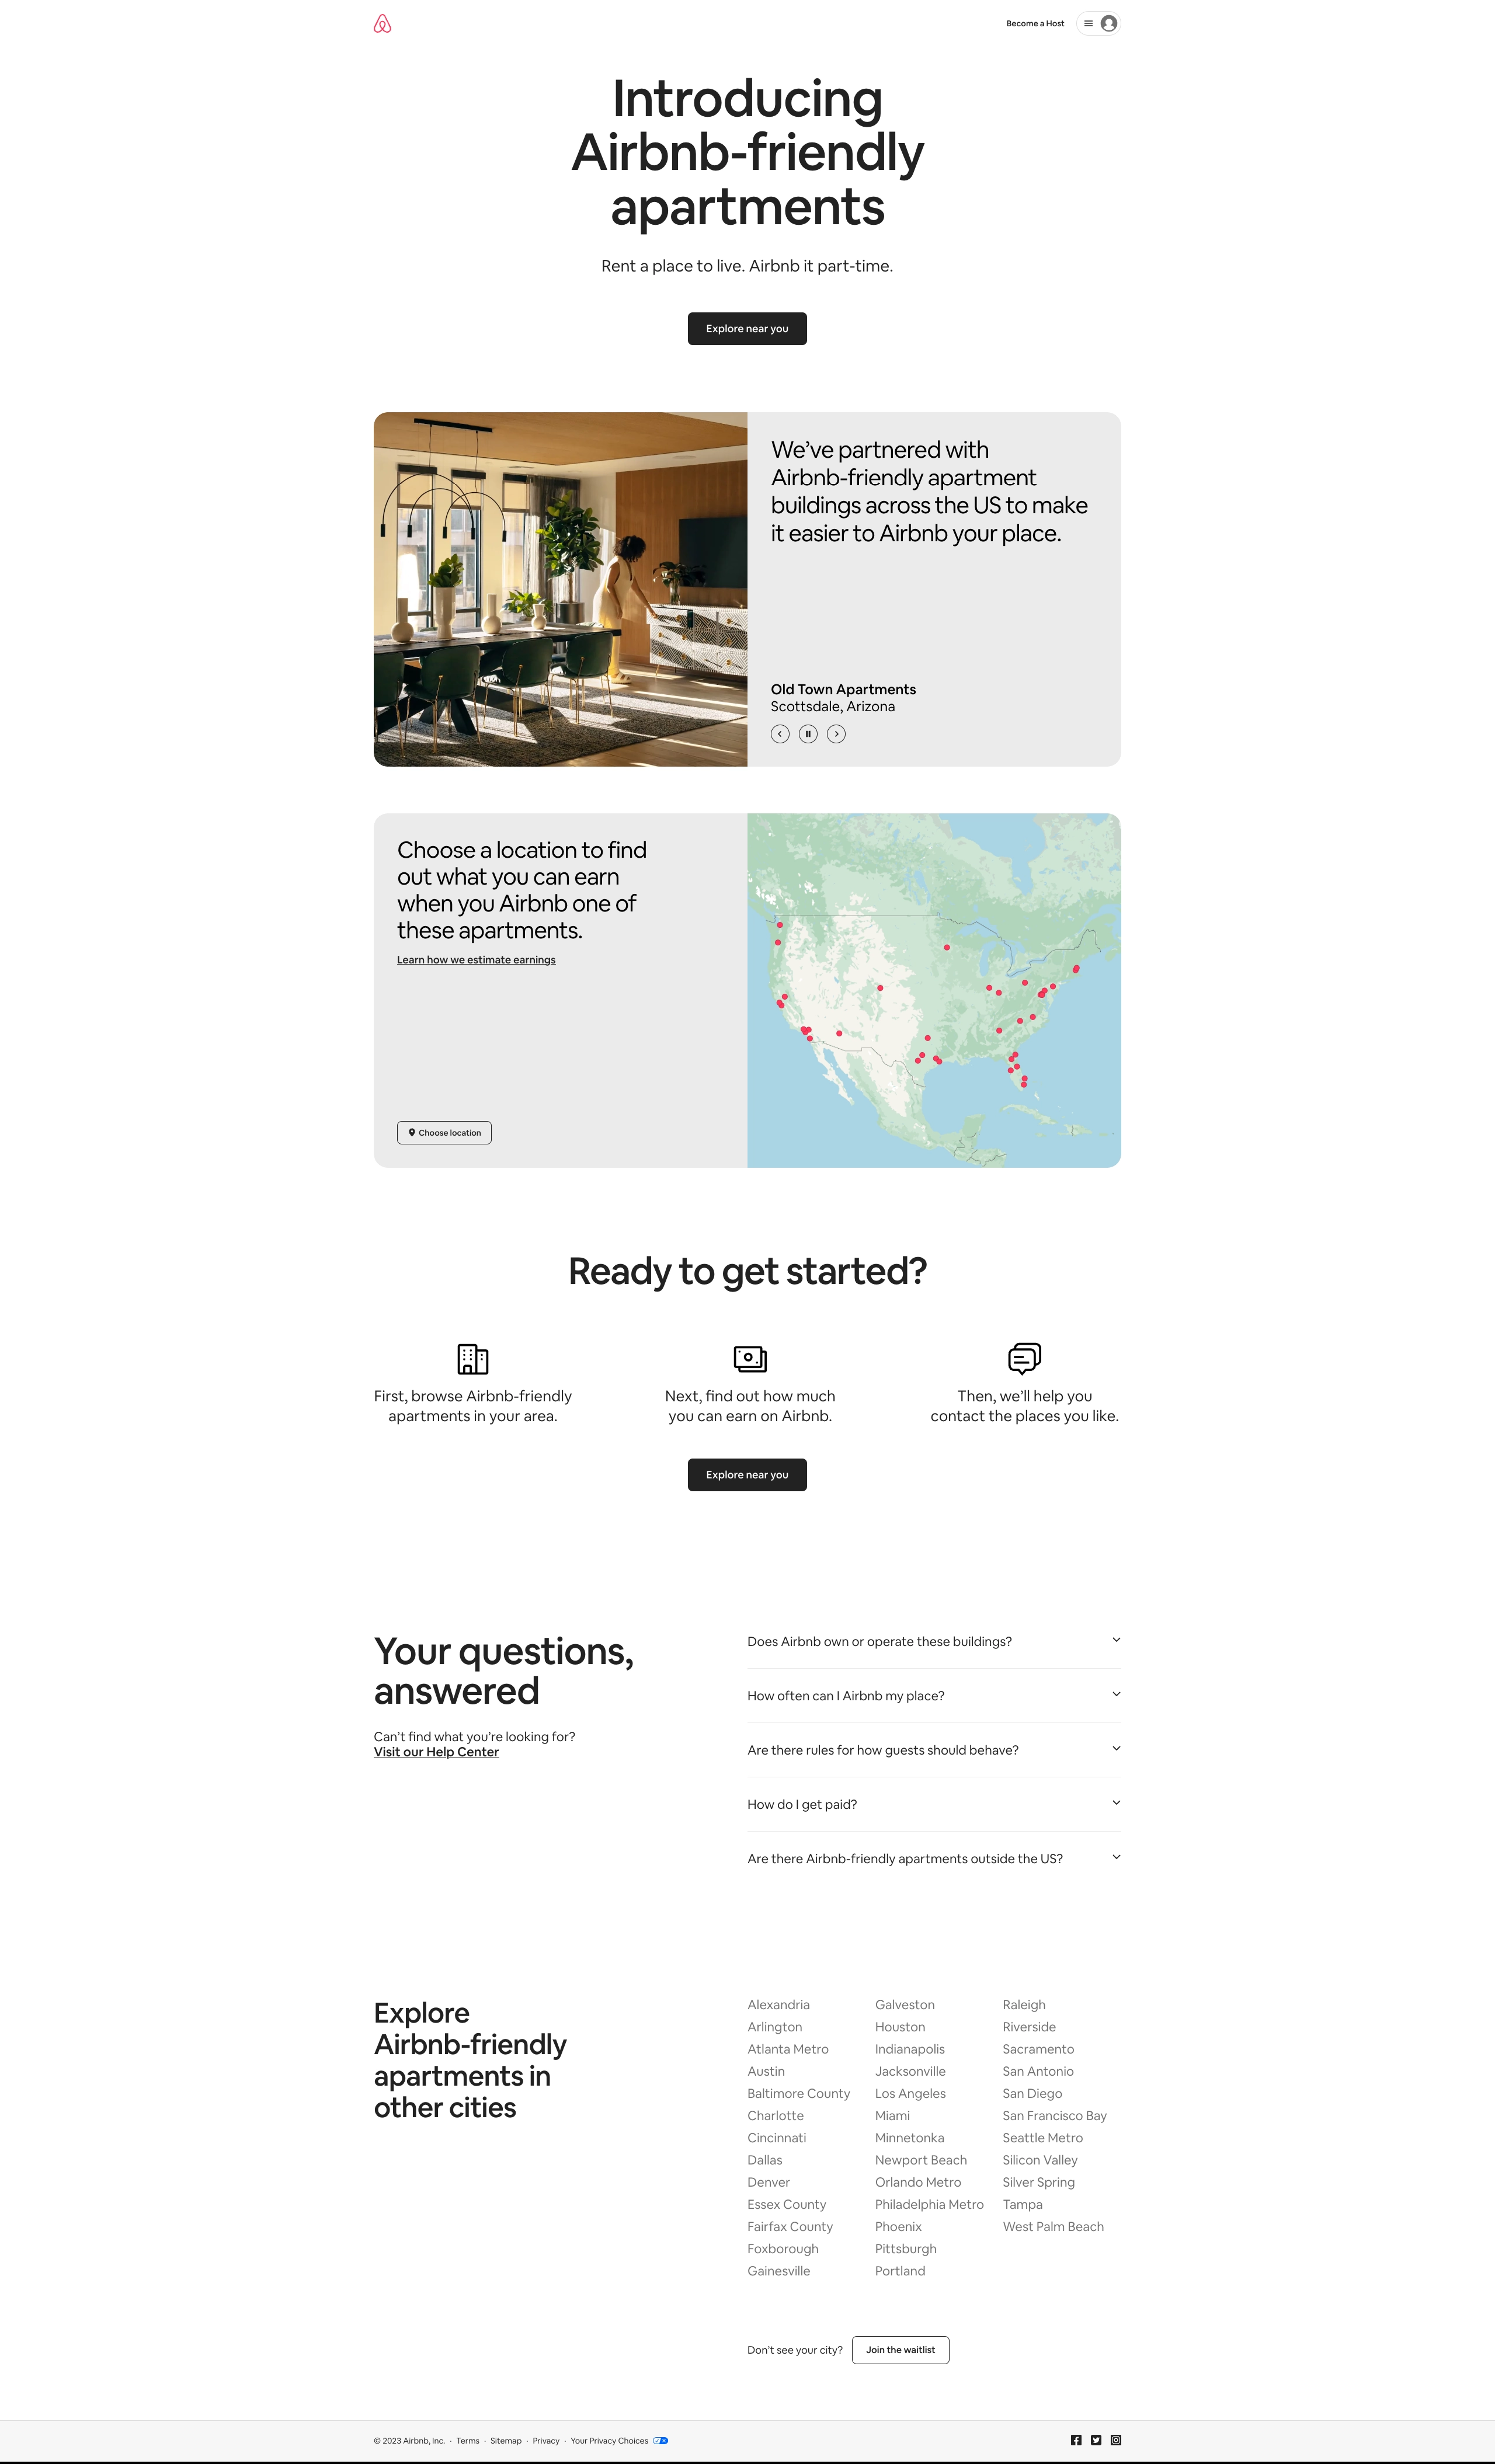 Become a Host
Introducing
Airbnb-friendly
apartments
Rent a place to live. Airbnb it part-time.
Explore near you
We’ve partnered with
Airbnb-friendly apartment
buildings across the US to make
it easier to Airbnb your place.
Old Town Apartments
Scottsdale, Arizona
Choose a location to find
out what you can earn
when you Airbnb one of
these apartments.
Learn how we estimate earnings
Choose location
Ready to get started?
First, browse Airbnb-friendly
apartments in your area.
Next, find out how much
you can earn on Airbnb.
Then, we’ll help you
contact the places you like.
Explore near you
Your questions,
answered
Can’t find what you’re looking for?
Visit our Help Center
Does Airbnb own or operate these buildings?
How often can I Airbnb my place?
Are there rules for how guests should behave?
How do I get paid?
Are there Airbnb-friendly apartments outside the US?
Explore
Airbnb-friendly
apartments in
other cities
Alexandria
Arlington
Atlanta Metro
Austin
Baltimore County
Charlotte
Cincinnati
Dallas
Denver
Essex County
Fairfax County
Foxborough
Gainesville
Galveston
Houston
Indianapolis
Jacksonville
Los Angeles
Miami
Minnetonka
Newport Beach
Orlando Metro
Philadelphia Metro
Phoenix
Pittsburgh
Portland
Raleigh
Riverside
Sacramento
San Antonio
San Diego
San Francisco Bay
Seattle Metro
Silicon Valley
Silver Spring
Tampa
West Palm Beach
Don’t see your city?
Join the waitlist
© 2023 Airbnb, Inc. · Terms · Sitemap · Privacy · Your Privacy Choices